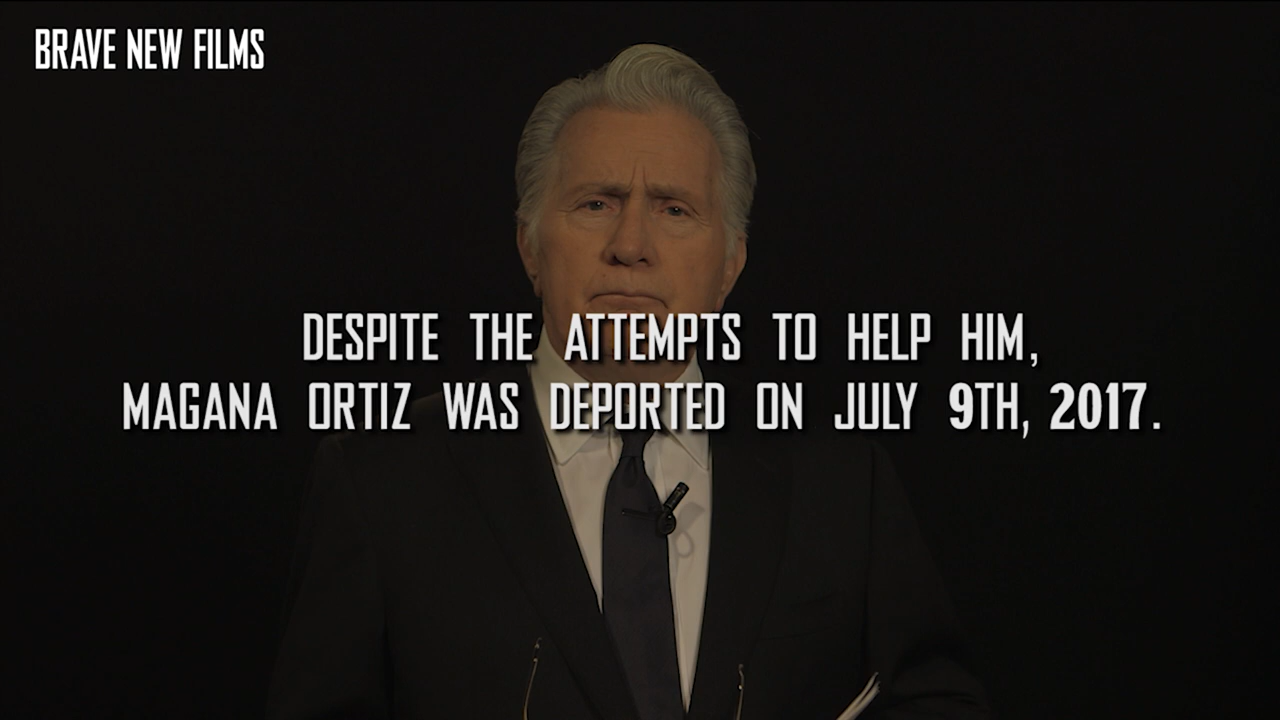 BRAVE NEW FILMS
DESPITE THE ATTEMPTS TO HELP HIM,
MAGANA ORTIZ WAS DEPORTED ON JULY 9TH, 2017.